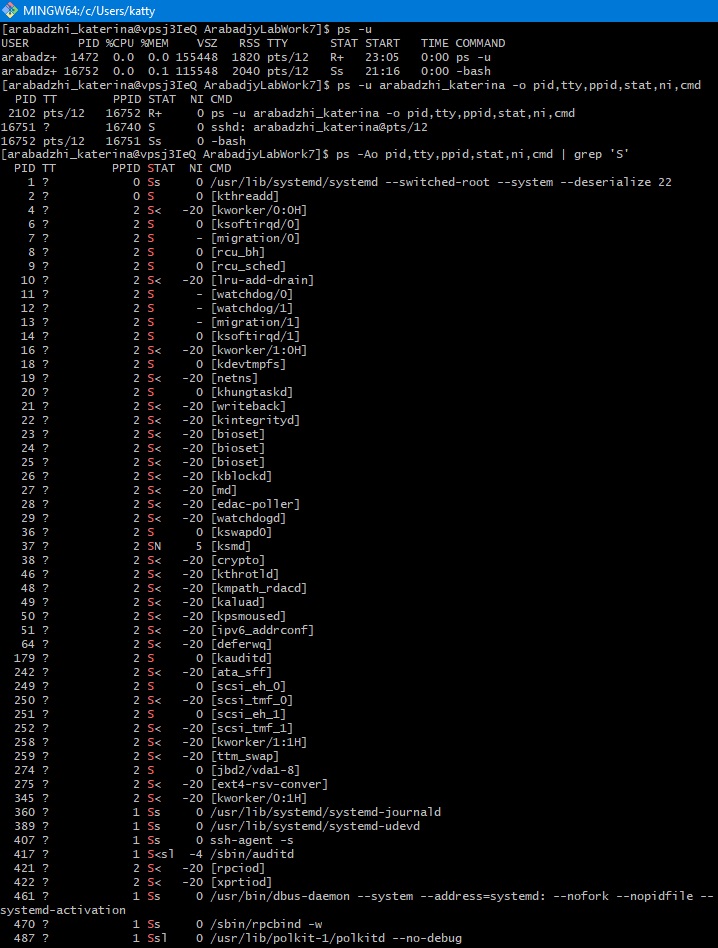 MINGW64:/c/Users/katty
[arabadzhi_katerina@vpsj3IeQ ArabadjyLabWork7]$ ps -u
USER       PID %CPU %MEM    VSZ   RSS TTY      STAT START   TIME COMMAND
arabadz+  1472  0.0  0.0 155448  1820 pts/12   R+   23:05   0:00 ps -u
arabadz+ 16752  0.0  0.1 115548  2040 pts/12   Ss   21:16   0:00 -bash
[arabadzhi_katerina@vpsj3IeQ ArabadjyLabWork7]$ ps -u arabadzhi_katerina -o pid,tty,ppid,stat,ni,cmd
  PID TT        PPID STAT  NI CMD
 2102 pts/12   16752 R+     0 ps -u arabadzhi_katerina -o pid,tty,ppid,stat,ni,cmd
16751 ?        16740 S      0 sshd: arabadzhi_katerina@pts/12
16752 pts/12   16751 Ss     0 -bash
[arabadzhi_katerina@vpsj3IeQ ArabadjyLabWork7]$ ps -Ao pid,tty,ppid,stat,ni,cmd | grep 'S'
  PID TT        PPID STAT  NI CMD
    1 ?            0 Ss     0 /usr/lib/systemd/systemd --switched-root --system --deserialize 22
    2 ?            0 S      0 [kthreadd]
    4 ?            2 S<   -20 [kworker/0:0H]
    6 ?            2 S      0 [ksoftirqd/0]
    7 ?            2 S      - [migration/0]
    8 ?            2 S      0 [rcu_bh]
    9 ?            2 S      0 [rcu_sched]
   10 ?            2 S<   -20 [lru-add-drain]
   11 ?            2 S      - [watchdog/0]
   12 ?            2 S      - [watchdog/1]
   13 ?            2 S      - [migration/1]
   14 ?            2 S      0 [ksoftirqd/1]
   16 ?            2 S<   -20 [kworker/1:0H]
   18 ?            2 S      0 [kdevtmpfs]
   19 ?            2 S<   -20 [netns]
   20 ?            2 S      0 [khungtaskd]
   21 ?            2 S<   -20 [writeback]
   22 ?            2 S<   -20 [kintegrityd]
   23 ?            2 S<   -20 [bioset]
   24 ?            2 S<   -20 [bioset]
   25 ?            2 S<   -20 [bioset]
   26 ?            2 S<   -20 [kblockd]
   27 ?            2 S<   -20 [md]
   28 ?            2 S<   -20 [edac-poller]
   29 ?            2 S<   -20 [watchdogd]
   36 ?            2 S      0 [kswapd0]
   37 ?            2 SN     5 [ksmd]
   38 ?            2 S<   -20 [crypto]
   46 ?            2 S<   -20 [kthrotld]
   48 ?            2 S<   -20 [kmpath_rdacd]
   49 ?            2 S<   -20 [kaluad]
   50 ?            2 S<   -20 [kpsmoused]
   51 ?            2 S<   -20 [ipv6_addrconf]
   64 ?            2 S<   -20 [deferwq]
  179 ?            2 S      0 [kauditd]
  242 ?            2 S<   -20 [ata_sff]
  249 ?            2 S      0 [scsi_eh_0]
  250 ?            2 S<   -20 [scsi_tmf_0]
  251 ?            2 S      0 [scsi_eh_1]
  252 ?            2 S<   -20 [scsi_tmf_1]
  258 ?            2 S<   -20 [kworker/1:1H]
  259 ?            2 S<   -20 [ttm_swap]
  274 ?            2 S      0 [jbd2/vda1-8]
  275 ?            2 S<   -20 [ext4-rsv-conver]
  345 ?            2 S<   -20 [kworker/0:1H]
  360 ?            1 Ss     0 /usr/lib/systemd/systemd-journald
  389 ?            1 Ss     0 /usr/lib/systemd/systemd-udevd
  407 ?            1 Ss     0 ssh-agent -s
  417 ?            1 S<sl  -4 /sbin/auditd
  421 ?            2 S<   -20 [rpciod]
  422 ?            2 S<   -20 [xprtiod]
  461 ?            1 Ss     0 /usr/bin/dbus-daemon --system --address=systemd: --nofork --nopidfile --
systemd-activation
  470 ?            1 Ss     0 /sbin/rpcbind -w
  487 ?            1 Ssl    0 /usr/lib/polkit-1/polkitd --no-debug